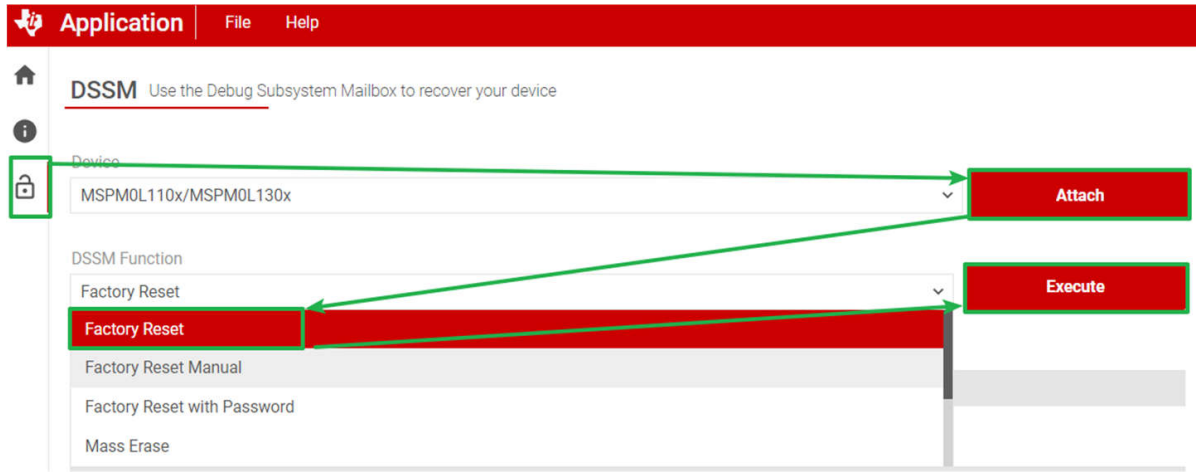 Application File Help
DSSM Use the Debug Subsystem Mailbox to recover your device
Device
MSPM0L110x/MSPM0L130x
Attach
DSSM Function
Factory Reset
Execute
Factory Reset
Factory Reset Manual
Factory Reset with Password
Mass Erase